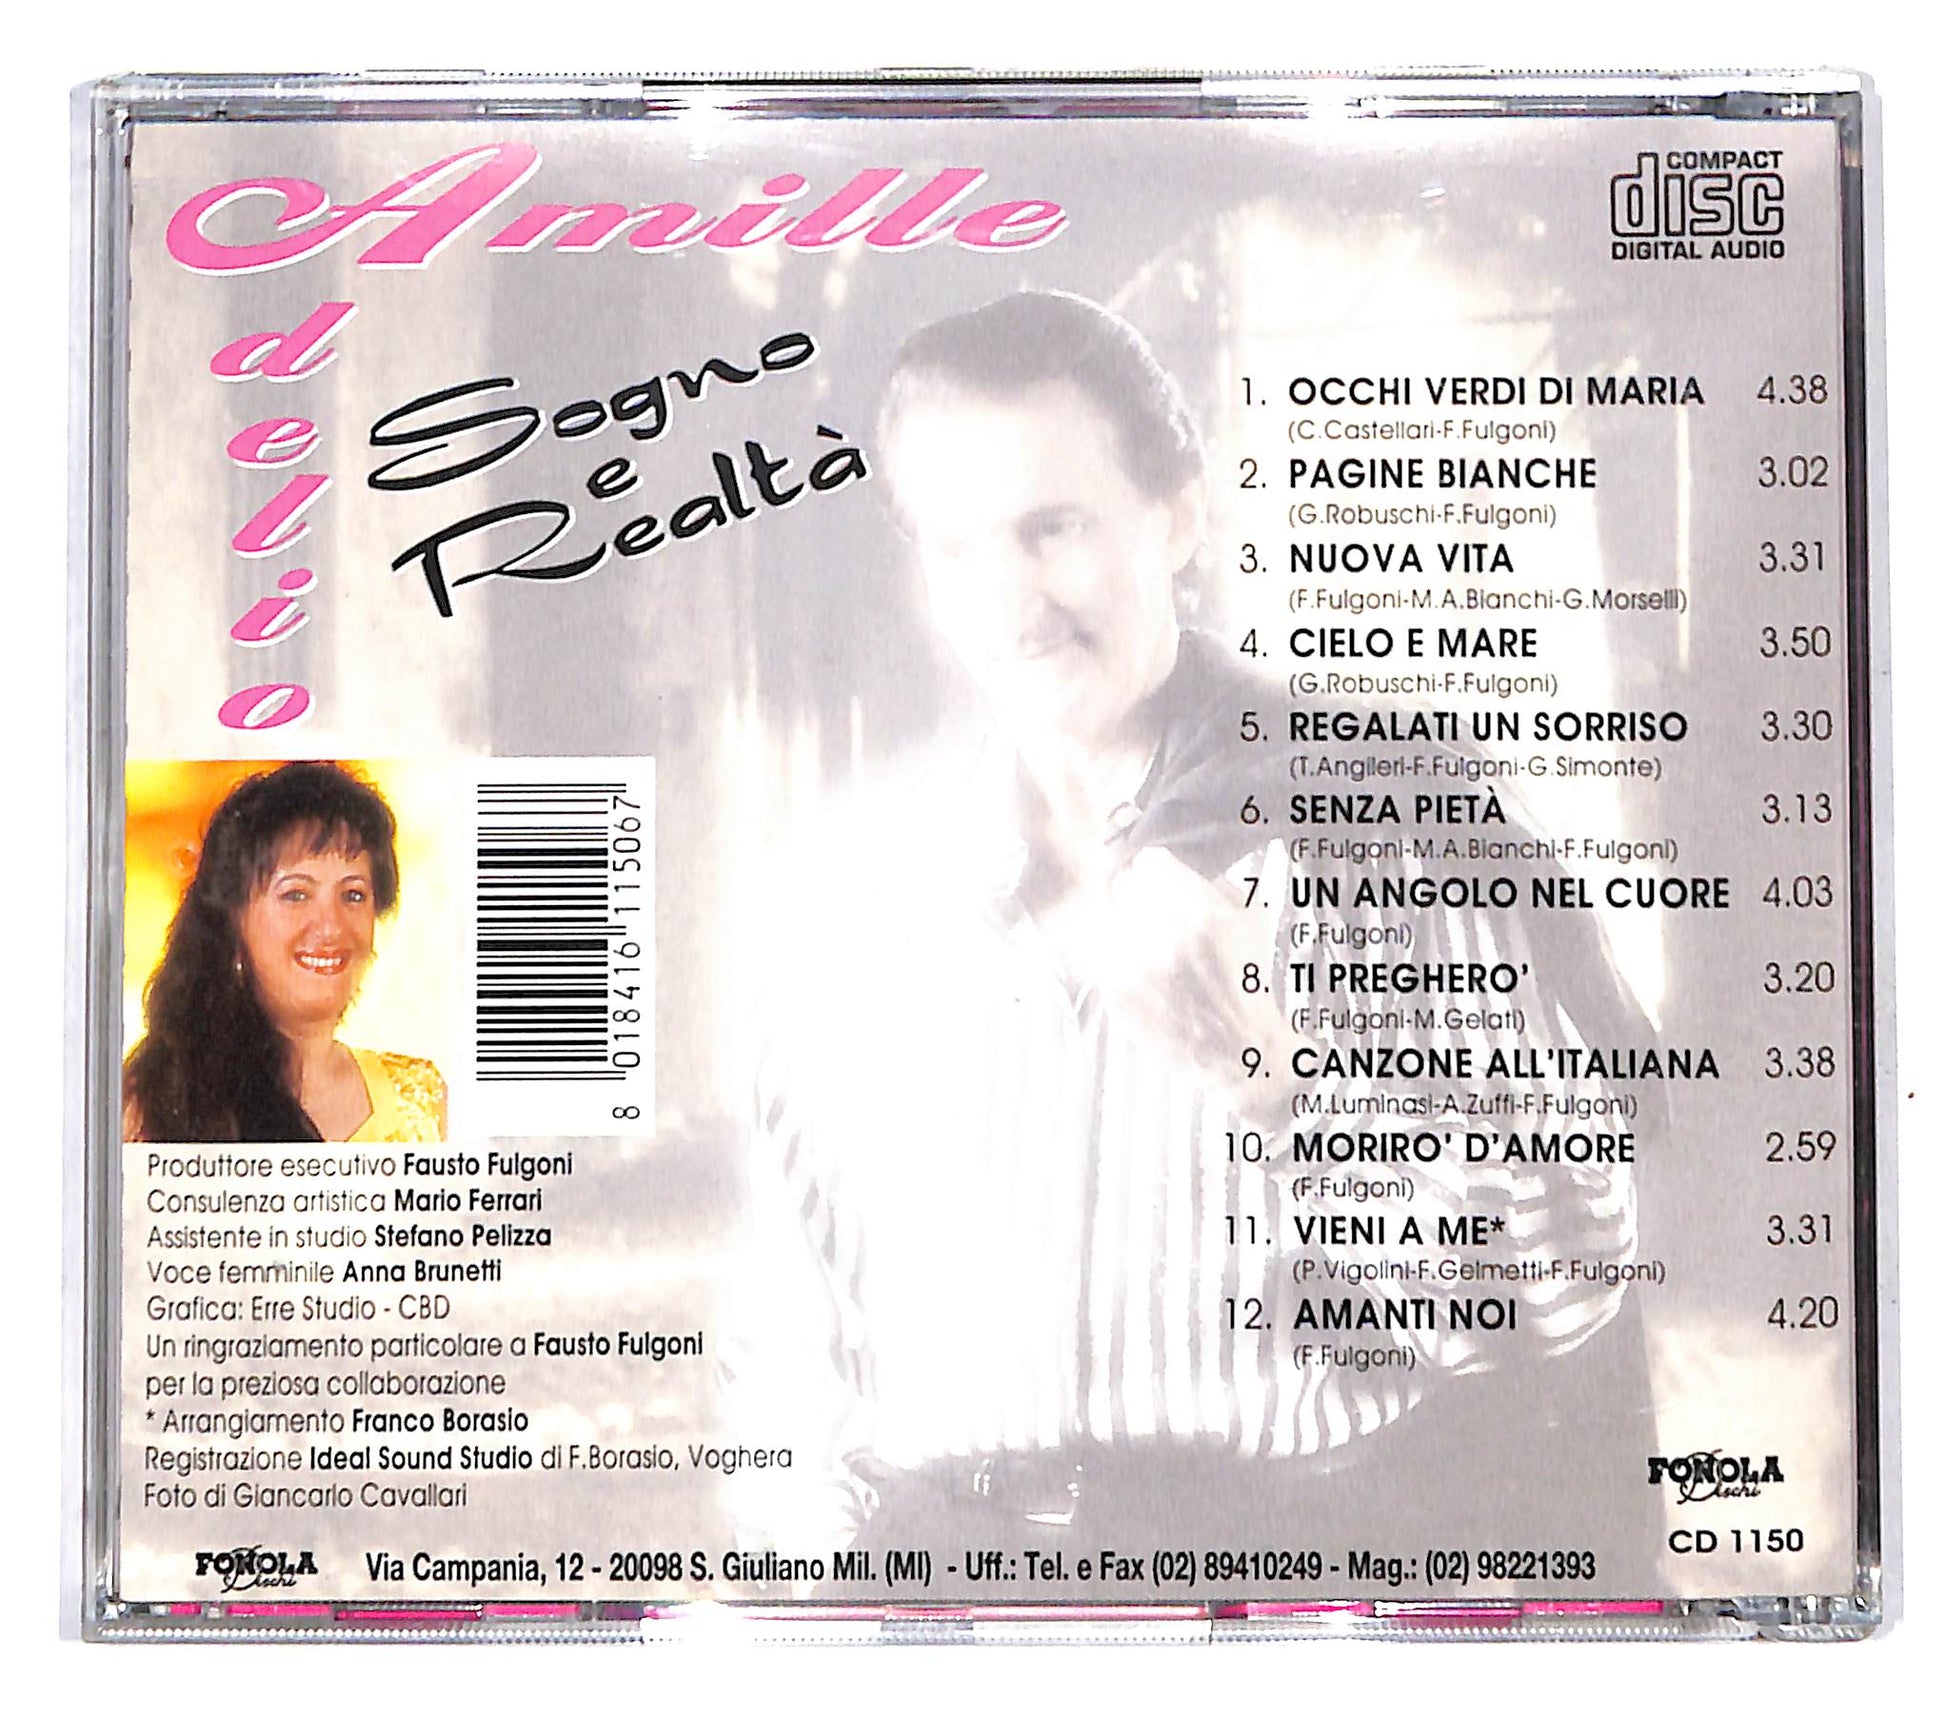 Amille
Adelio
Sogno
e
Realtà
COMPACT
disc
DIGITAL AUDIO
1. OCCHI VERDI DI MARIA 4.38
(C.Castellari-F.Fulgoni)
2. PAGINE BIANCHE 3.02
(G.Robuschi-F.Fulgoni)
3. NUOVA VITA 3.31
(F.Fulgoni-M.A.Bianchi-G.Morselli)
4. CIELO E MARE 3.50
(G.Robuschi-F.Fulgoni)
5. REGALATI UN SORRISO 3.30
(T.Angileri-F.Fulgoni-G.Simonte)
6. SENZA PIETÀ 3.13
(F.Fulgoni-M.A.Bianchi-F.Fulgoni)
7. UN ANGOLO NEL CUORE 4.03
(F.Fulgoni)
8. TI PREGHERO' 3.20
(F.Fulgoni-M.Gelati)
9. CANZONE ALL'ITALIANA 3.38
(M.Luminasi-A.Zuffi-F.Fulgoni)
10. MORIRO' D'AMORE 2.59
(F.Fulgoni)
11. VIENI A ME* 3.31
(P.Vigolini-F.Gelmetti-F.Fulgoni)
12. AMANTI NOI 4.20
(F.Fulgoni)
8 018416 115067
Produttore esecutivo Fausto Fulgoni
Consulenza artistica Mario Ferrari
Assistente in studio Stefano Pelizza
Voce femminile Anna Brunetti
Grafica: Erre Studio - CBD
Un ringraziamento particolare a Fausto Fulgoni
per la preziosa collaborazione
* Arrangiamento Franco Borasio
Registrazione Ideal Sound Studio di F.Borasio, Voghera
Foto di Giancarlo Cavallari
FONOLA
Dischi
CD 1150
FONOLA
Dischi
Via Campania, 12 - 20098 S. Giuliano Mil. (MI) - Uff.: Tel. e Fax (02) 89410249 - Mag.: (02) 98221393